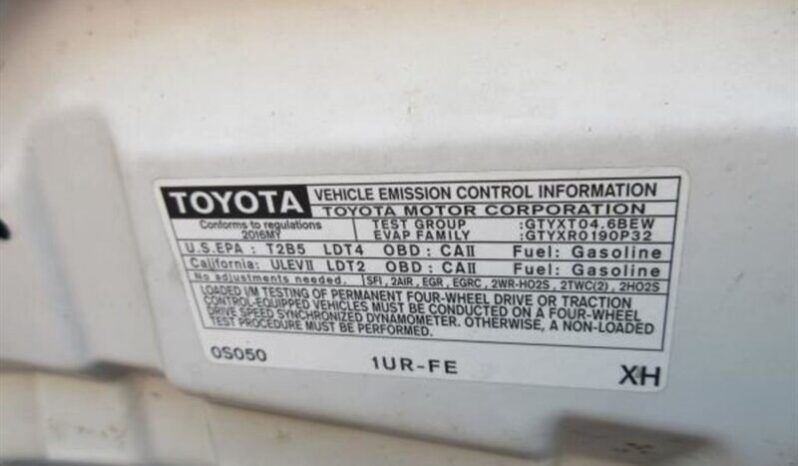 TOYOTA VEHICLE EMISSION CONTROL INFORMATION
TOYOTA MOTOR CORPORATION
Conforms to regulations TEST GROUP :GTYXT04.6BEW
2016MY EVAP FAMILY :GTYXR0190P32
U.S.EPA : T2B5 LDT4 OBD : CAII Fuel: Gasoline
California: ULEVII LDT2 OBD : CAII Fuel: Gasoline
No adjustments needed. SFI, 2AIR, EGR, EGRC, 2WR-HO2S, 2TWC(2), 2HO2S
LOADED I/M TESTING OF PERMANENT FOUR-WHEEL DRIVE OR TRACTION
CONTROL-EQUIPPED VEHICLES MUST BE CONDUCTED ON A FOUR-WHEEL
DRIVE SPEED SYNCHRONIZED DYNAMOMETER. OTHERWISE, A NON-LOADED
TEST PROCEDURE MUST BE PERFORMED.
0S050 1UR-FE XH